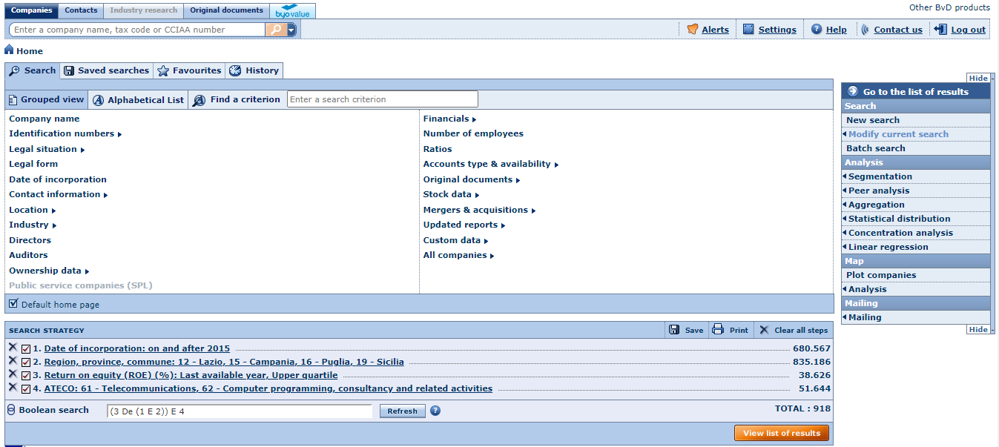 Companies Contacts Industry research Original documents byovalue Other BvD products
Enter a company name, tax code or CCIAA number Alerts Settings Help Contact us Log out
Home
Search Saved searches Favourites History
Hide -
Grouped view Alphabetical List Find a criterion Enter a search criterion
Company name
Identification numbers
Legal situation
Legal form
Date of incorporation
Contact information
Location
Industry
Directors
Auditors
Ownership data
Public service companies (SPL)
Financials
Number of employees
Ratios
Accounts type & availability
Original documents
Stock data
Mergers & acquisitions
Updated reports
Custom data
All companies
Default home page
Go to the list of results
Search
New search
Modify current search
Batch search
Analysis
Segmentation
Peer analysis
Aggregation
Statistical distribution
Concentration analysis
Linear regression
Map
Plot companies
Analysis
Mailing
Mailing
Hide -
SEARCH STRATEGY Save Print Clear all steps
1. Date of incorporation: on and after 2015 680.567
2. Region, province, commune: 12 - Lazio, 15 - Campania, 16 - Puglia, 19 - Sicilia 835.186
3. Return on equity (ROE) (%): Last available year, Upper quartile 38.626
4. ATECO: 61 - Telecommunications, 62 - Computer programming, consultancy and related activities 51.644
Boolean search (3 De (1 E 2)) E 4 Refresh ? TOTAL : 918
View list of results